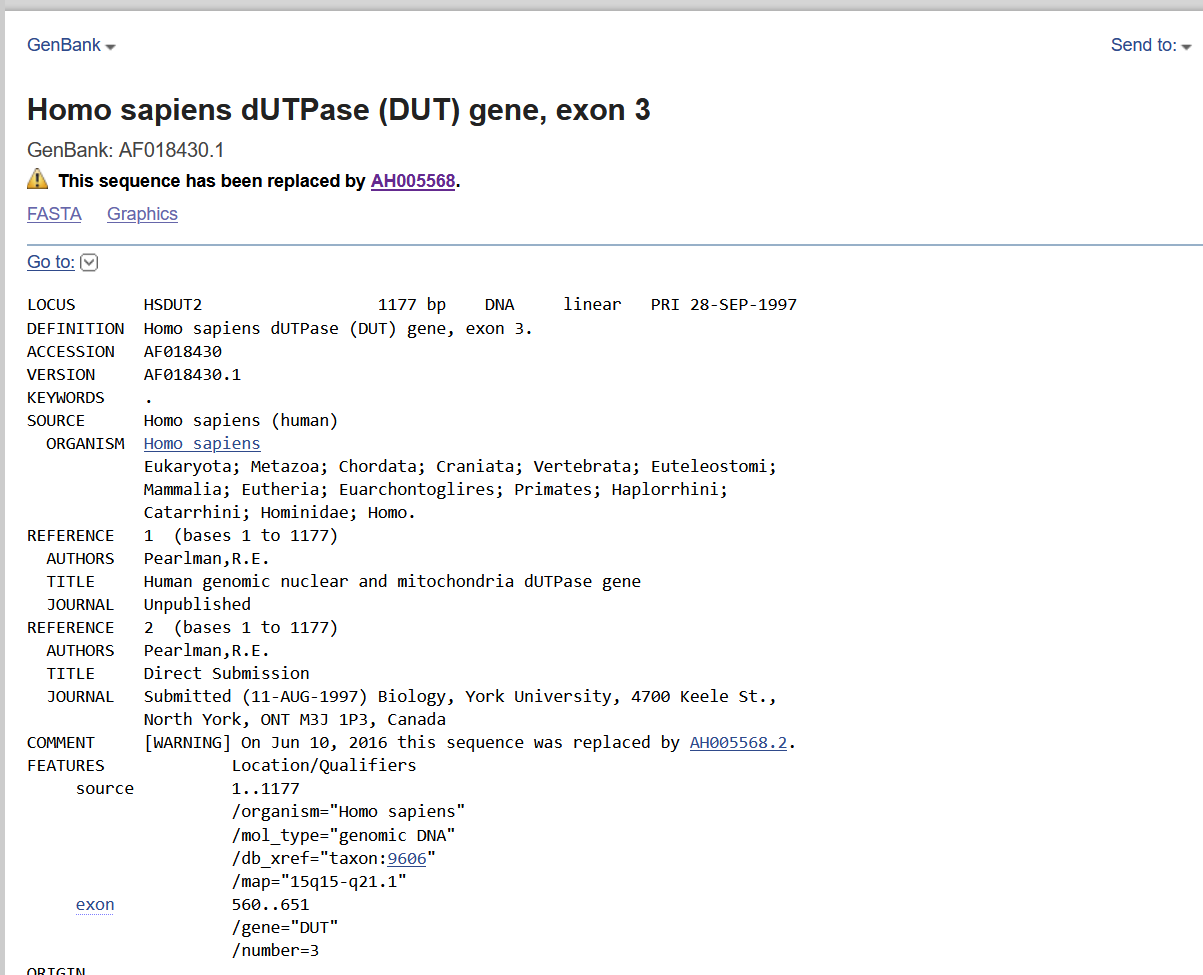 GenBank
Send to:
Homo sapiens dUTPase (DUT) gene, exon 3
GenBank: AF018430.1
This sequence has been replaced by AH005568.
FASTA Graphics
Go to:
LOCUS HSDUT2 1177 bp DNA linear PRI 28-SEP-1997
DEFINITION Homo sapiens dUTPase (DUT) gene, exon 3.
ACCESSION AF018430
VERSION AF018430.1
KEYWORDS .
SOURCE Homo sapiens (human)
ORGANISM Homo sapiens
Eukaryota; Metazoa; Chordata; Craniata; Vertebrata; Euteleostomi;
Mammalia; Eutheria; Euarchontoglires; Primates; Haplorrhini;
Catarrhini; Hominidae; Homo.
REFERENCE 1 (bases 1 to 1177)
AUTHORS Pearlman,R.E.
TITLE Human genomic nuclear and mitochondria dUTPase gene
JOURNAL Unpublished
REFERENCE 2 (bases 1 to 1177)
AUTHORS Pearlman,R.E.
TITLE Direct Submission
JOURNAL Submitted (11-AUG-1997) Biology, York University, 4700 Keele St.,
North York, ONT M3J 1P3, Canada
COMMENT [WARNING] On Jun 10, 2016 this sequence was replaced by AH005568.2.
FEATURES Location/Qualifiers
source 1..1177
/organism="Homo sapiens"
/mol_type="genomic DNA"
/db_xref="taxon:9606"
/map="15q15-q21.1"
exon 560..651
/gene="DUT"
/number=3
ORIGIN